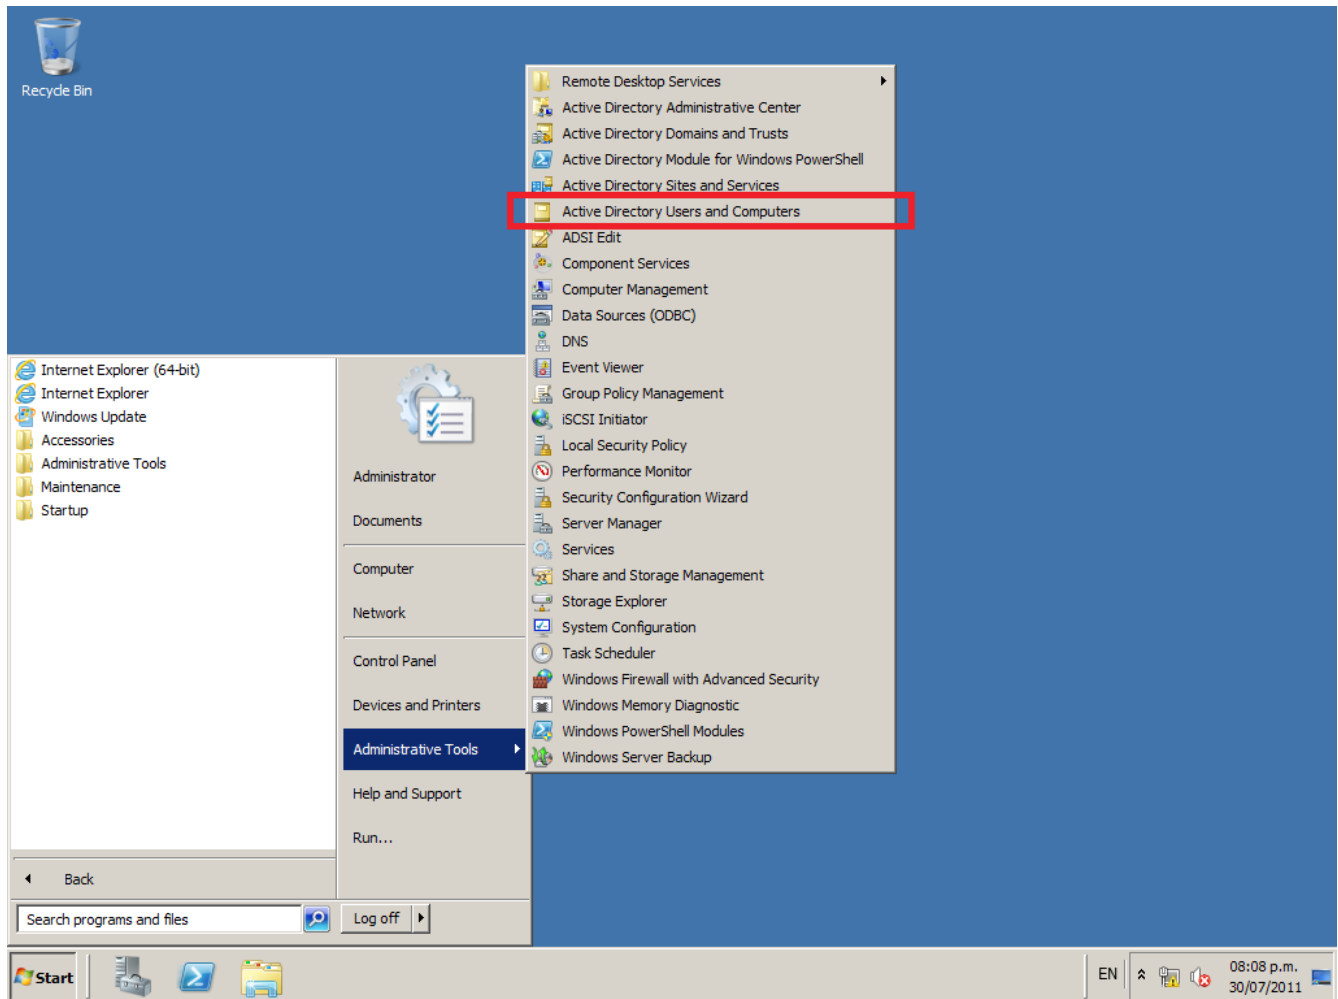 Recycle Bin
Remote Desktop Services
Active Directory Administrative Center
Active Directory Domains and Trusts
Active Directory Module for Windows PowerShell
Active Directory Sites and Services
Active Directory Users and Computers
ADSI Edit
Component Services
Computer Management
Data Sources (ODBC)
DNS
Event Viewer
Group Policy Management
iSCSI Initiator
Local Security Policy
Performance Monitor
Security Configuration Wizard
Server Manager
Services
Share and Storage Management
Storage Explorer
System Configuration
Task Scheduler
Windows Firewall with Advanced Security
Windows Memory Diagnostic
Windows PowerShell Modules
Windows Server Backup
Internet Explorer (64-bit)
Internet Explorer
Windows Update
Accessories
Administrative Tools
Maintenance
Startup
Back
Search programs and files
Administrator
Documents
Computer
Network
Control Panel
Devices and Printers
Administrative Tools
Help and Support
Run...
Log off
Start
EN
08:08 p.m.
30/07/2011